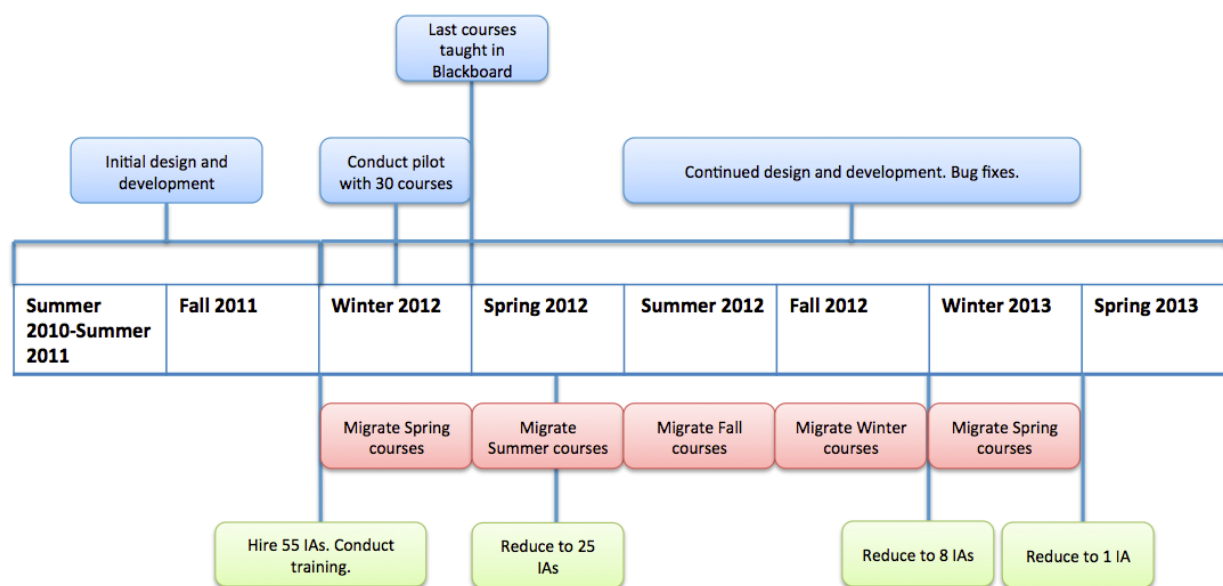 Last courses
taught in
Blackboard
Initial design and
development
Conduct pilot
with 30 courses
Continued design and development. Bug fixes.
Summer
2010-Summer
2011
Fall 2011
Winter 2012
Spring 2012
Summer 2012
Fall 2012
Winter 2013
Spring 2013
Migrate Spring
courses
Migrate
Summer courses
Migrate Fall
courses
Migrate Winter
courses
Migrate Spring
courses
Hire 55 IAs. Conduct
training.
Reduce to 25
IAs
Reduce to 8 IAs
Reduce to 1 IA